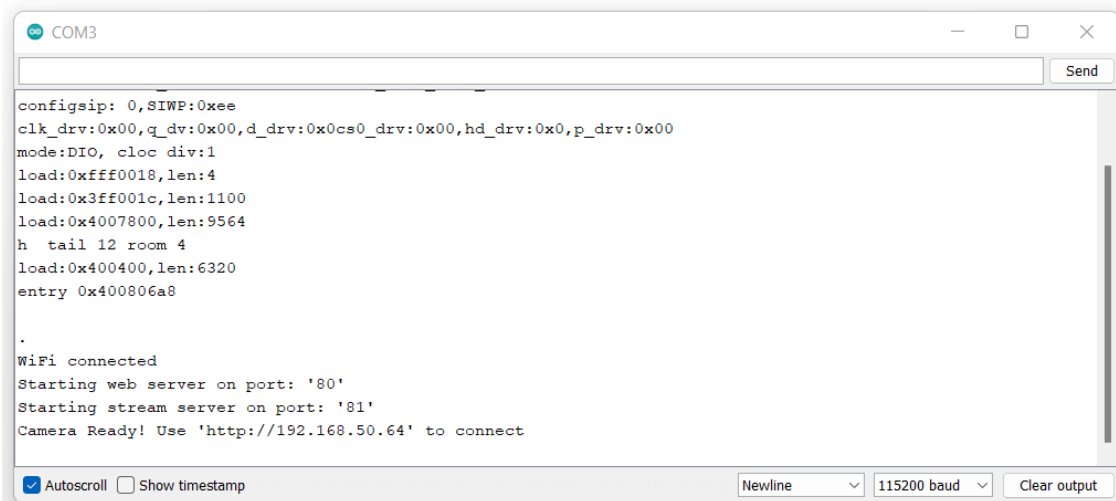 COM3
Send
configsip: 0,SIWP:0xee
clk_drv:0x00,q_dv:0x00,d_drv:0x0cs0_drv:0x00,hd_drv:0x0,p_drv:0x00
mode:DIO, cloc div:1
load:0xfff0018,len:4
load:0x3ff001c,len:1100
load:0x4007800,len:9564
h  tail 12 room 4
load:0x400400,len:6320
entry 0x400806a8
.
WiFi connected
Starting web server on port: '80'
Starting stream server on port: '81'
Camera Ready! Use 'http://192.168.50.64' to connect
Autoscroll Show timestamp Newline 115200 baud Clear output